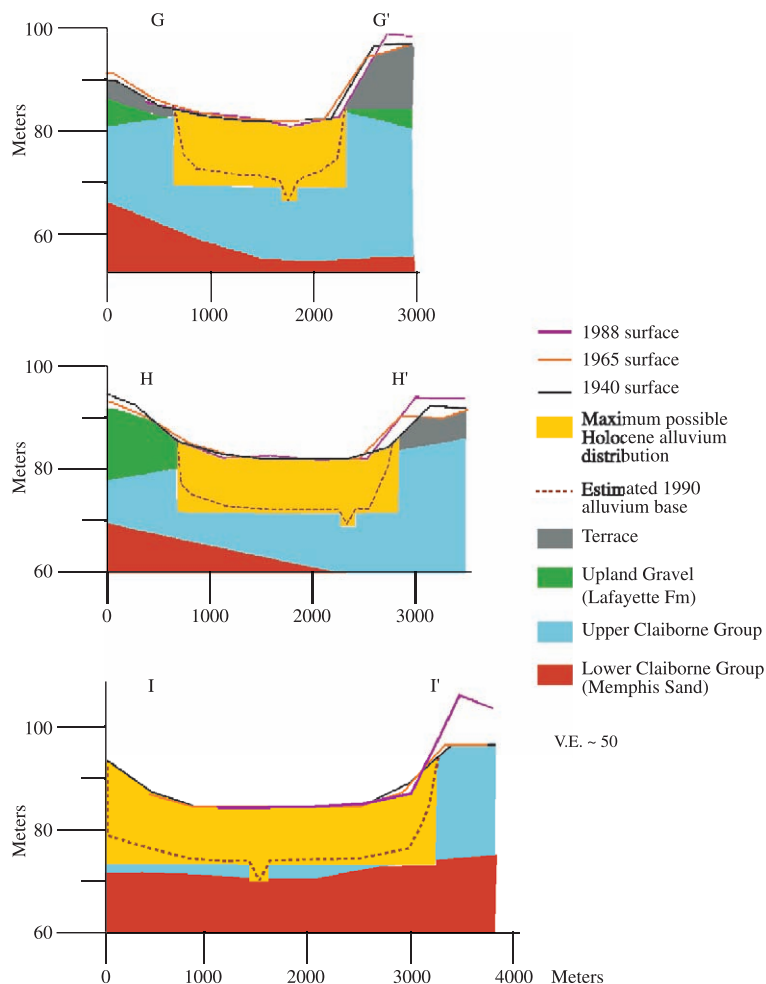 G G'
100
80
60
Meters
0 1000 2000 3000
H H'
100
80
60
Meters
0 1000 2000 3000
I I'
100
80
60
Meters
0 1000 2000 3000 4000 Meters
1988 surface
1965 surface
1940 surface
Maximum possible
Holocene alluvium
distribution
Estimated 1990
alluvium base
Terrace
Upland Gravel
(Lafayette Fm)
Upper Claiborne Group
Lower Claiborne Group
(Memphis Sand)
V.E. ~ 50